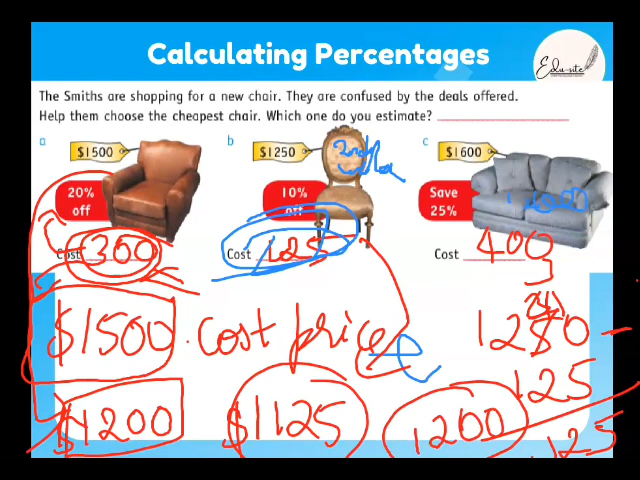 Calculating Percentages
Edu-site
The Smiths are shopping for a new chair. They are confused by the deals offered.
Help them choose the cheapest chair. Which one do you estimate?
a b c
$1500 $1250 $1600
20% off 10% off Save 25%
Cost 300 Cost 125 Cost 400
$1500 . cost price 1250 -
125
$1200 $1125 1200 125